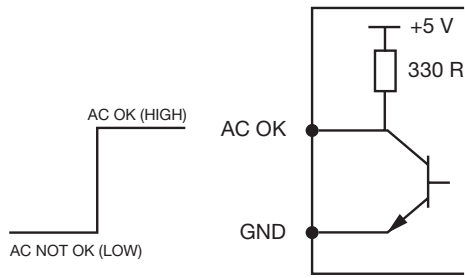 +5 V
330 R
AC OK (HIGH)
AC OK
GND
AC NOT OK (LOW)